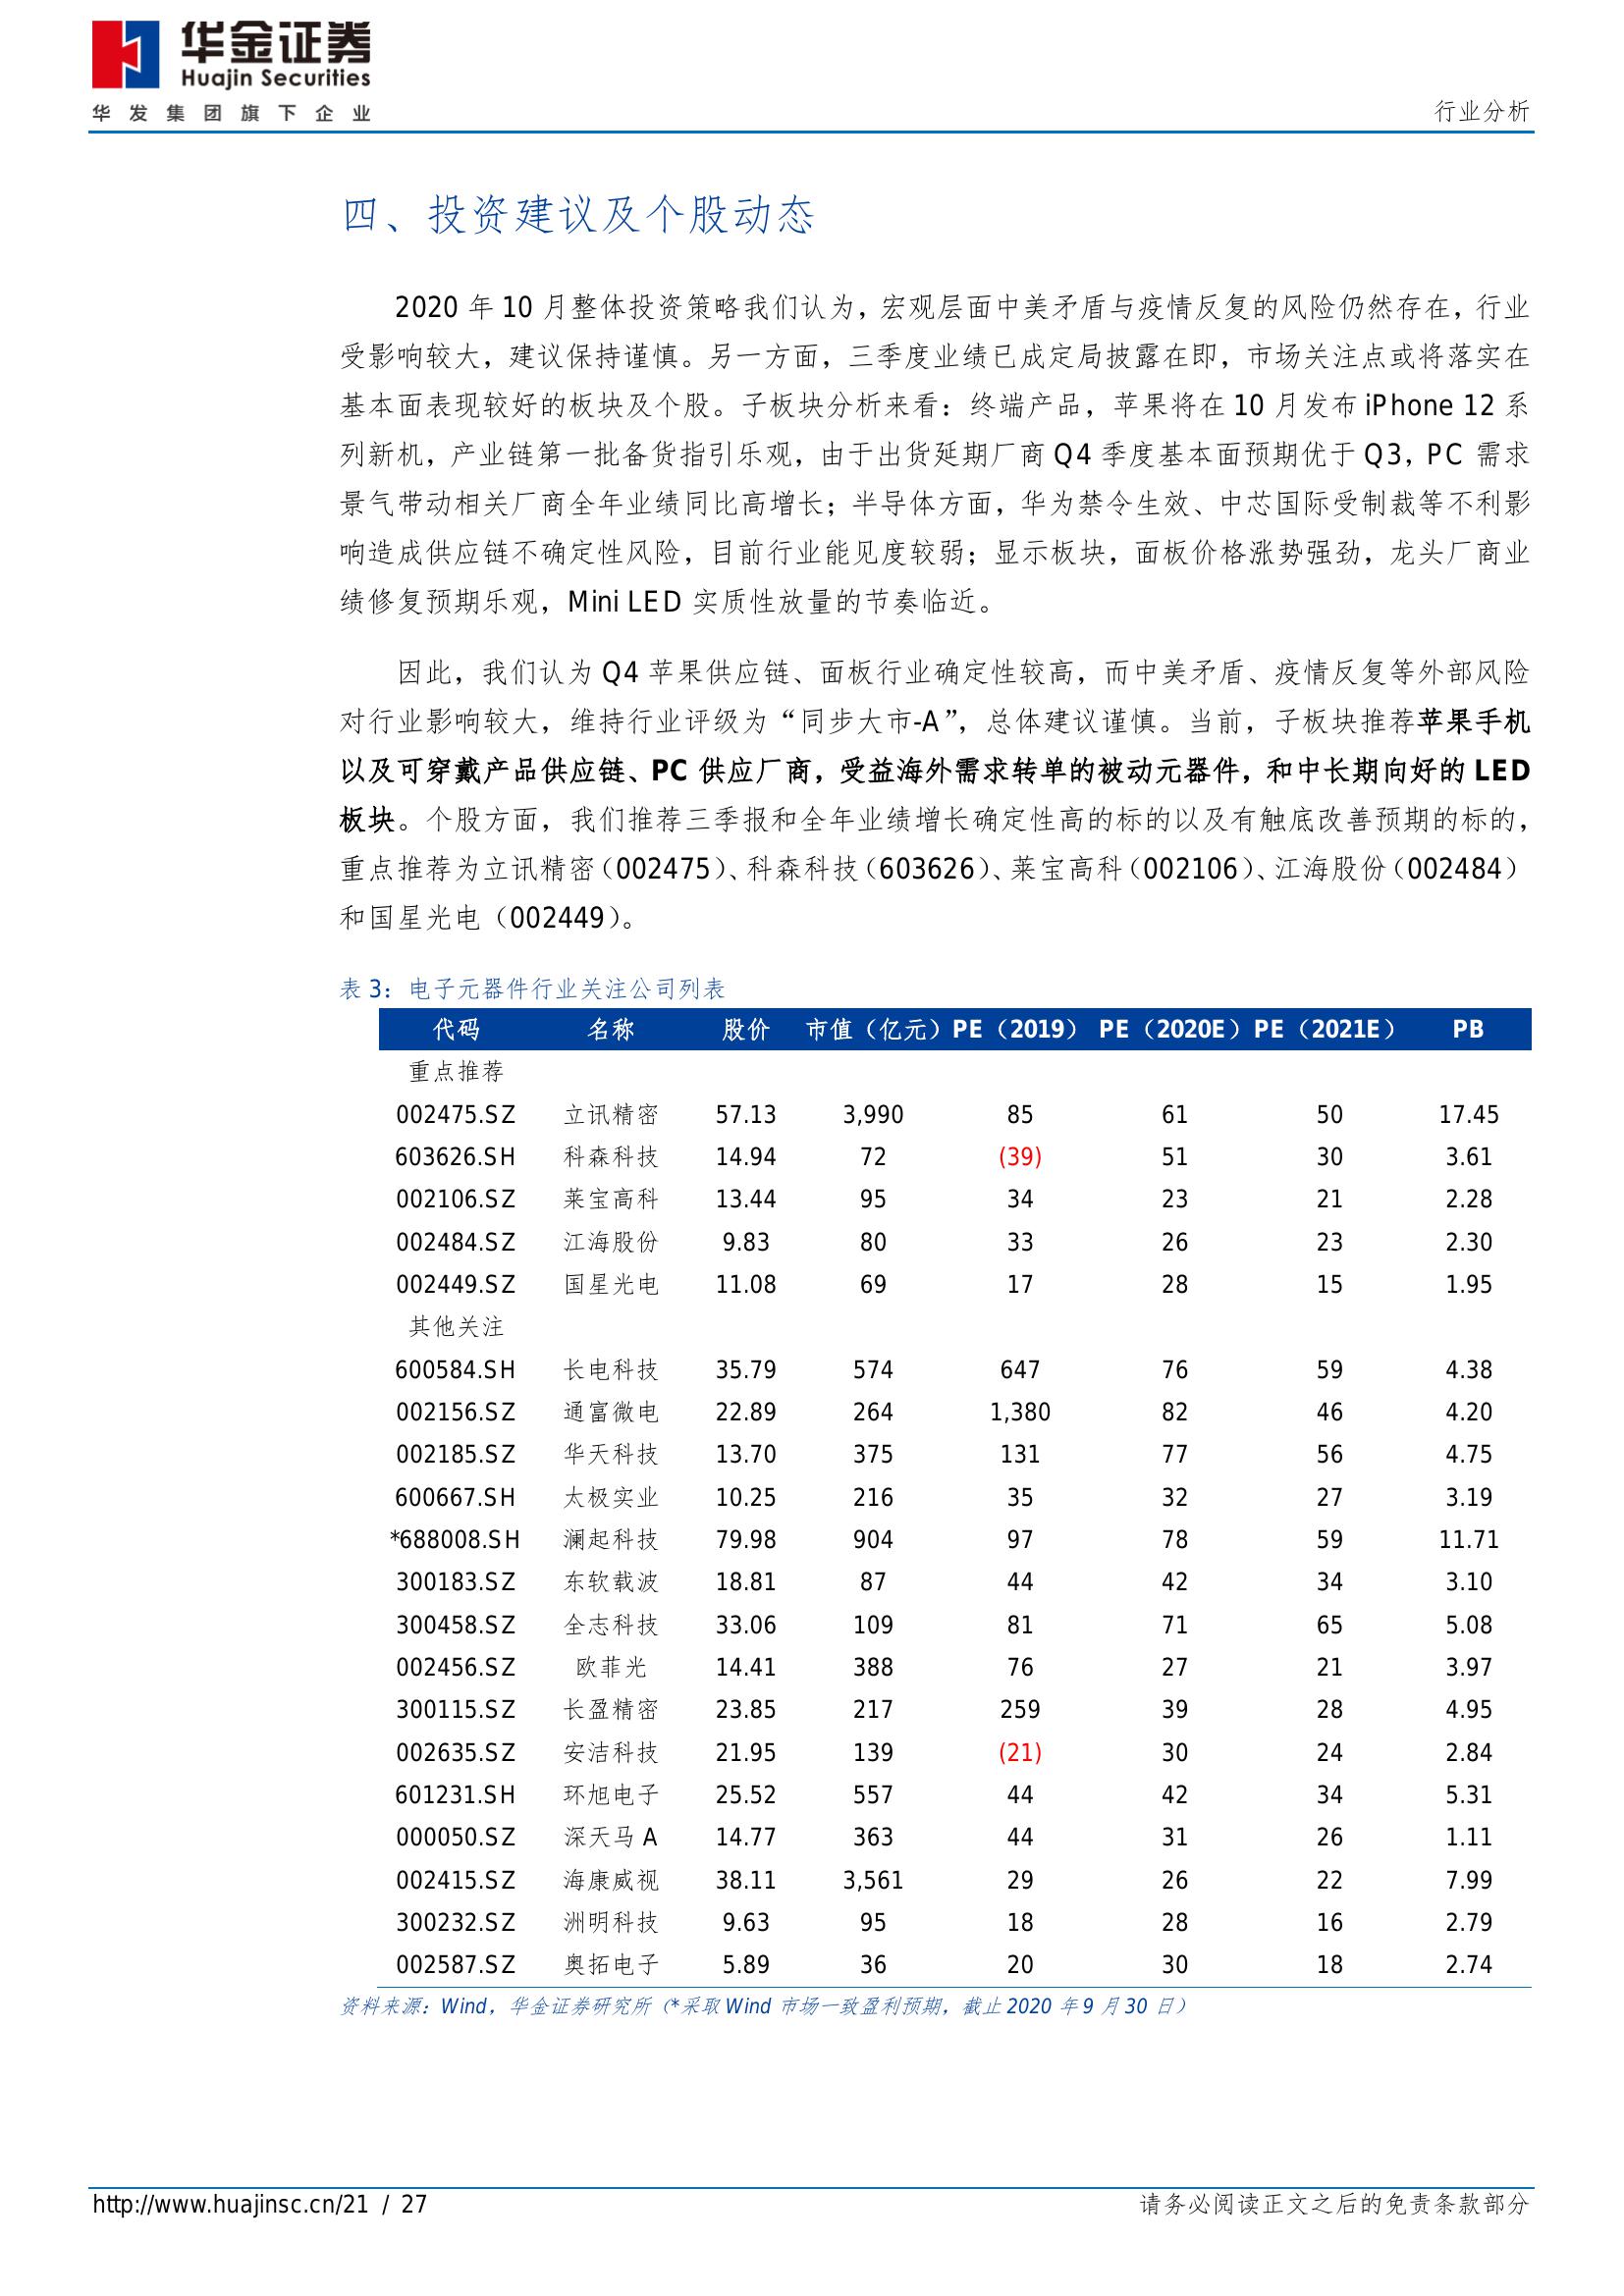 华金证券
Huajin Securities
华发集团旗下企业
行业分析
四、投资建议及个股动态
2020 年 10 月整体投资策略我们认为，宏观层面中美矛盾与疫情反复的风险仍然存在，行业
受影响较大，建议保持谨慎。另一方面，三季度业绩已成定局披露在即，市场关注点或将落实在
基本面表现较好的板块及个股。子板块分析来看：终端产品，苹果将在 10 月发布 iPhone 12 系
列新机，产业链第一批备货指引乐观，由于出货延期厂商 Q4 季度基本面预期优于 Q3，PC 需求
景气带动相关厂商全年业绩同比高增长；半导体方面，华为禁令生效、中芯国际受制裁等不利影
响造成供应链不确定性风险，目前行业能见度较弱；显示板块，面板价格涨势强劲，龙头厂商业
绩修复预期乐观，Mini LED 实质性放量的节奏临近。
因此，我们认为 Q4 苹果供应链、面板行业确定性较高，而中美矛盾、疫情反复等外部风险
对行业影响较大，维持行业评级为“同步大市-A”，总体建议谨慎。当前，子板块推荐苹果手机
以及可穿戴产品供应链、PC 供应厂商，受益海外需求转单的被动元器件，和中长期向好的 LED
板块。个股方面，我们推荐三季报和全年业绩增长确定性高的标的以及有触底改善预期的标的，
重点推荐为立讯精密（002475）、科森科技（603626）、莱宝高科（002106）、江海股份（002484）
和国星光电（002449）。
表 3：电子元器件行业关注公司列表
代码 名称 股价 市值（亿元） PE（2019） PE（2020E） PE（2021E） PB
重点推荐
002475.SZ 立讯精密 57.13 3,990 85 61 50 17.45
603626.SH 科森科技 14.94 72 (39) 51 30 3.61
002106.SZ 莱宝高科 13.44 95 34 23 21 2.28
002484.SZ 江海股份 9.83 80 33 26 23 2.30
002449.SZ 国星光电 11.08 69 17 28 15 1.95
其他关注
600584.SH 长电科技 35.79 574 647 76 59 4.38
002156.SZ 通富微电 22.89 264 1,380 82 46 4.20
002185.SZ 华天科技 13.70 375 131 77 56 4.75
600667.SH 太极实业 10.25 216 35 32 27 3.19
*688008.SH 澜起科技 79.98 904 97 78 59 11.71
300183.SZ 东软载波 18.81 87 44 42 34 3.10
300458.SZ 全志科技 33.06 109 81 71 65 5.08
002456.SZ 欧菲光 14.41 388 76 27 21 3.97
300115.SZ 长盈精密 23.85 217 259 39 28 4.95
002635.SZ 安洁科技 21.95 139 (21) 30 24 2.84
601231.SH 环旭电子 25.52 557 44 42 34 5.31
000050.SZ 深天马 A 14.77 363 44 31 26 1.11
002415.SZ 海康威视 38.11 3,561 29 26 22 7.99
300232.SZ 洲明科技 9.63 95 18 28 16 2.79
002587.SZ 奥拓电子 5.89 36 20 30 18 2.74
资料来源：Wind，华金证券研究所（*采取 Wind 市场一致盈利预期，截止 2020 年 9 月 30 日）
http://www.huajinsc.cn/21 / 27
请务必阅读正文之后的免责条款部分